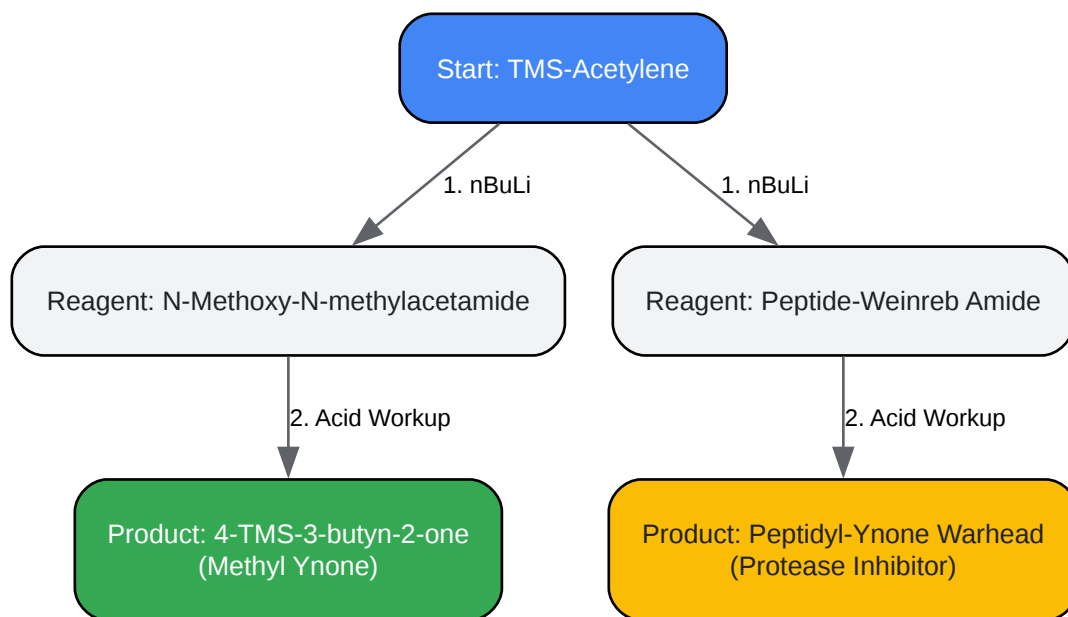 Start: TMS-Acetylene
1. nBuLi
1. nBuLi
Reagent: N-Methoxy-N-methylacetamide
Reagent: Peptide-Weinreb Amide
2. Acid Workup
2. Acid Workup
Product: 4-TMS-3-butyn-2-one
(Methyl Ynone)
Product: Peptidyl-Ynone Warhead
(Protease Inhibitor)